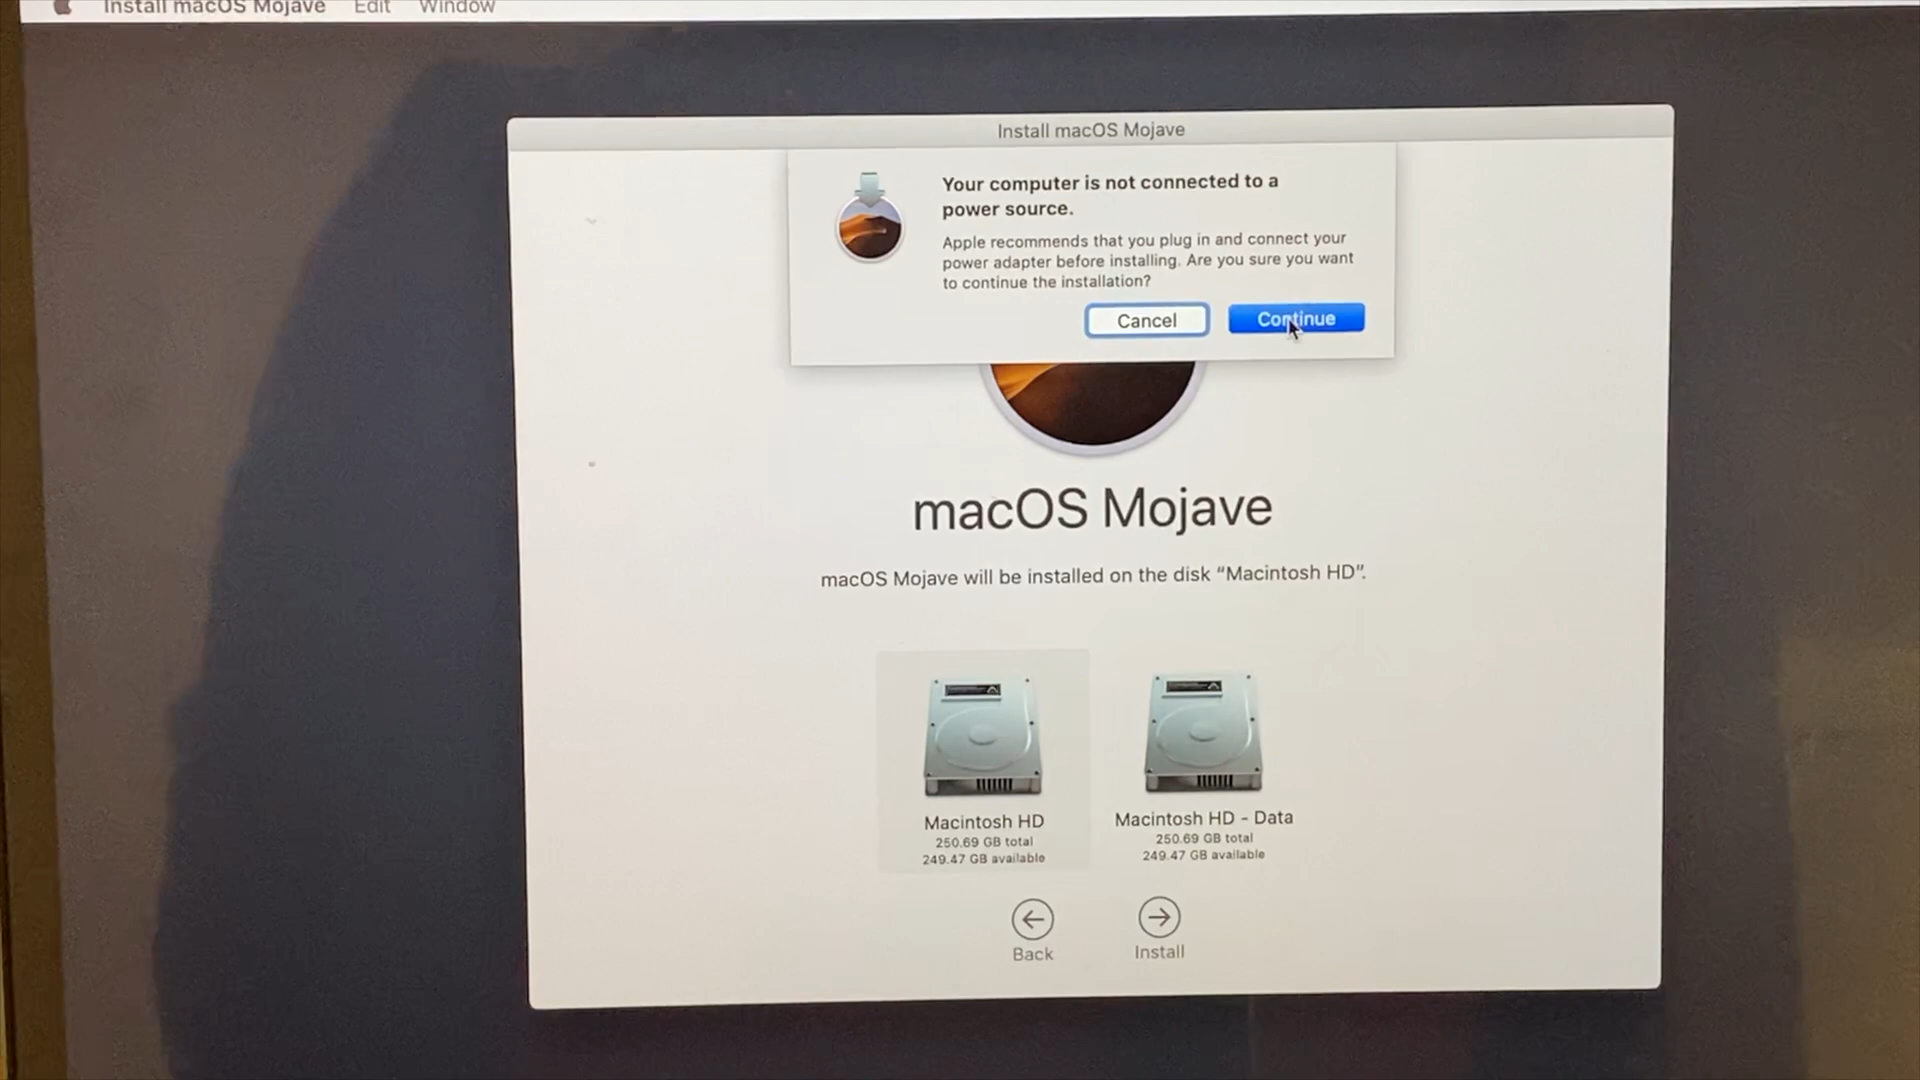 Install macOS Mojave Edit Window
Install macOS Mojave
Your computer is not connected to a
power source.
Apple recommends that you plug in and connect your
power adapter before installing. Are you sure you want
to continue the installation?
Cancel Continue
macOS Mojave
macOS Mojave will be installed on the disk “Macintosh HD”.
Macintosh HD
250.69 GB total
249.47 GB available
Macintosh HD - Data
250.69 GB total
249.47 GB available
Back Install